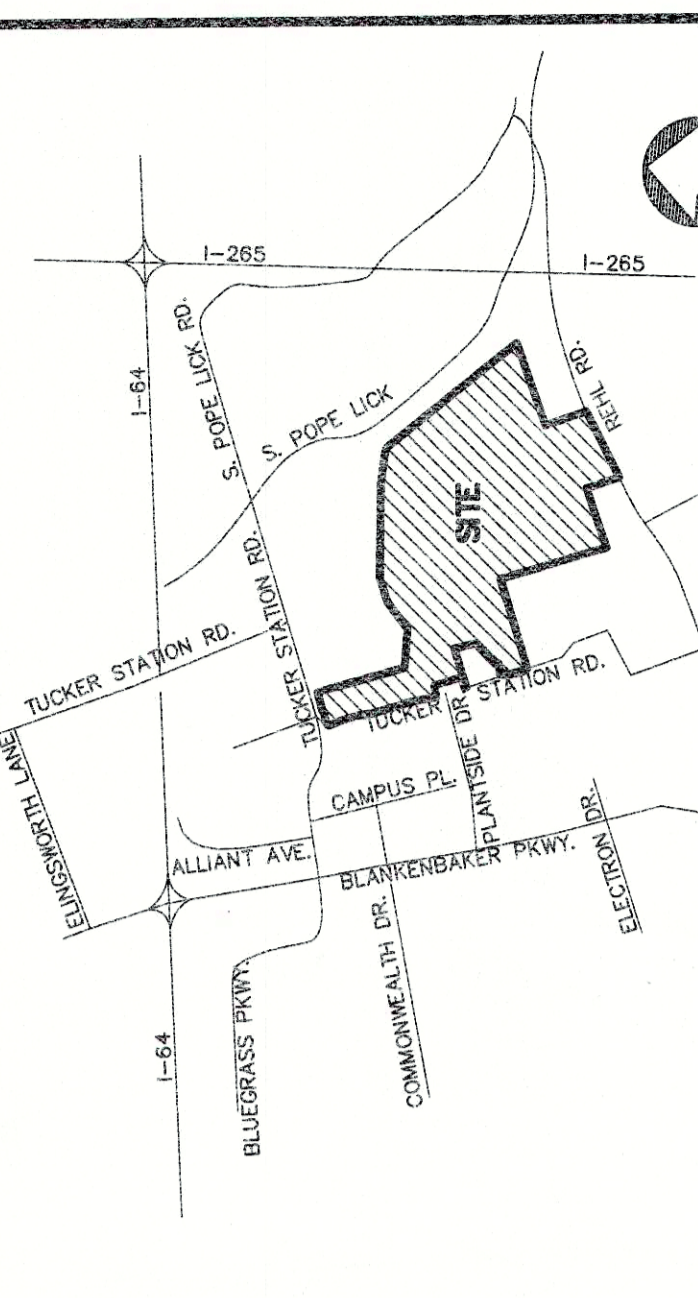 I-265
I-265
S. POPE LICK RD.
I-64
REHL RD.
S. POPE LICK
SITE
TUCKER STATION RD.
TUCKER STATION RD.
TUCKER STATION RD.
PLANTSIDE DR.
ELINGSWORTH LANE
CAMPUS PL.
ALLIANT AVE.
BLANKENBAKER PKWY.
ELECTRON DR.
COMMONWEALTH DR.
BLUEGRASS PKWY.
I-64